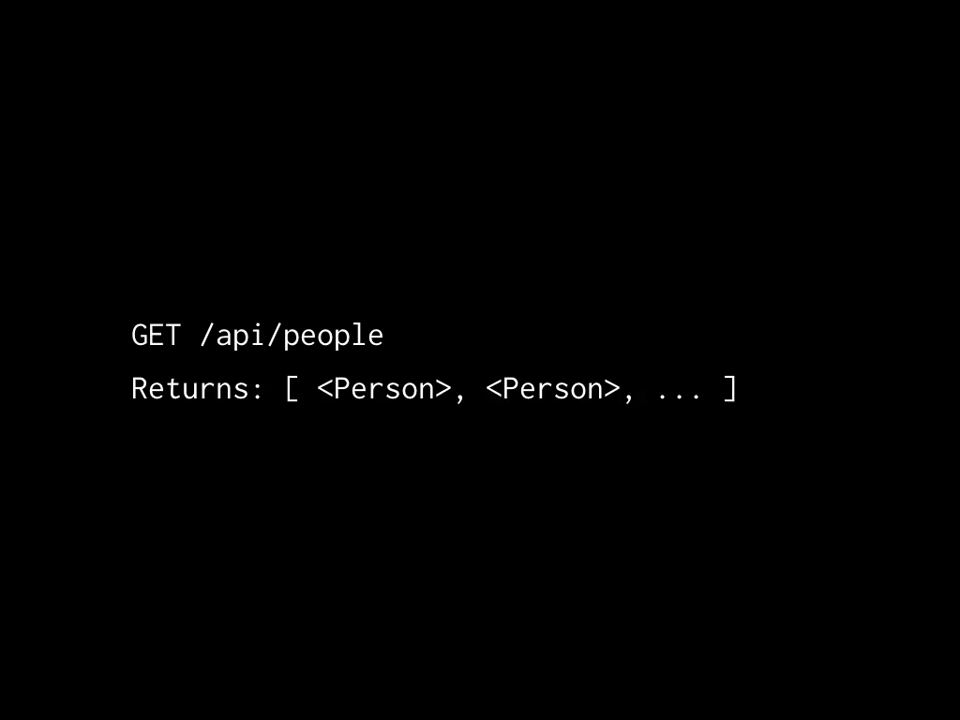 GET /api/people
Returns: [ <Person>, <Person>, ... ]